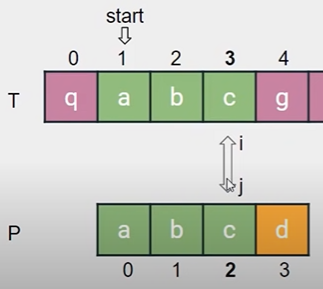 start
0 1 2 3 4
T q a b c g
i
j
P a b c d
0 1 2 3